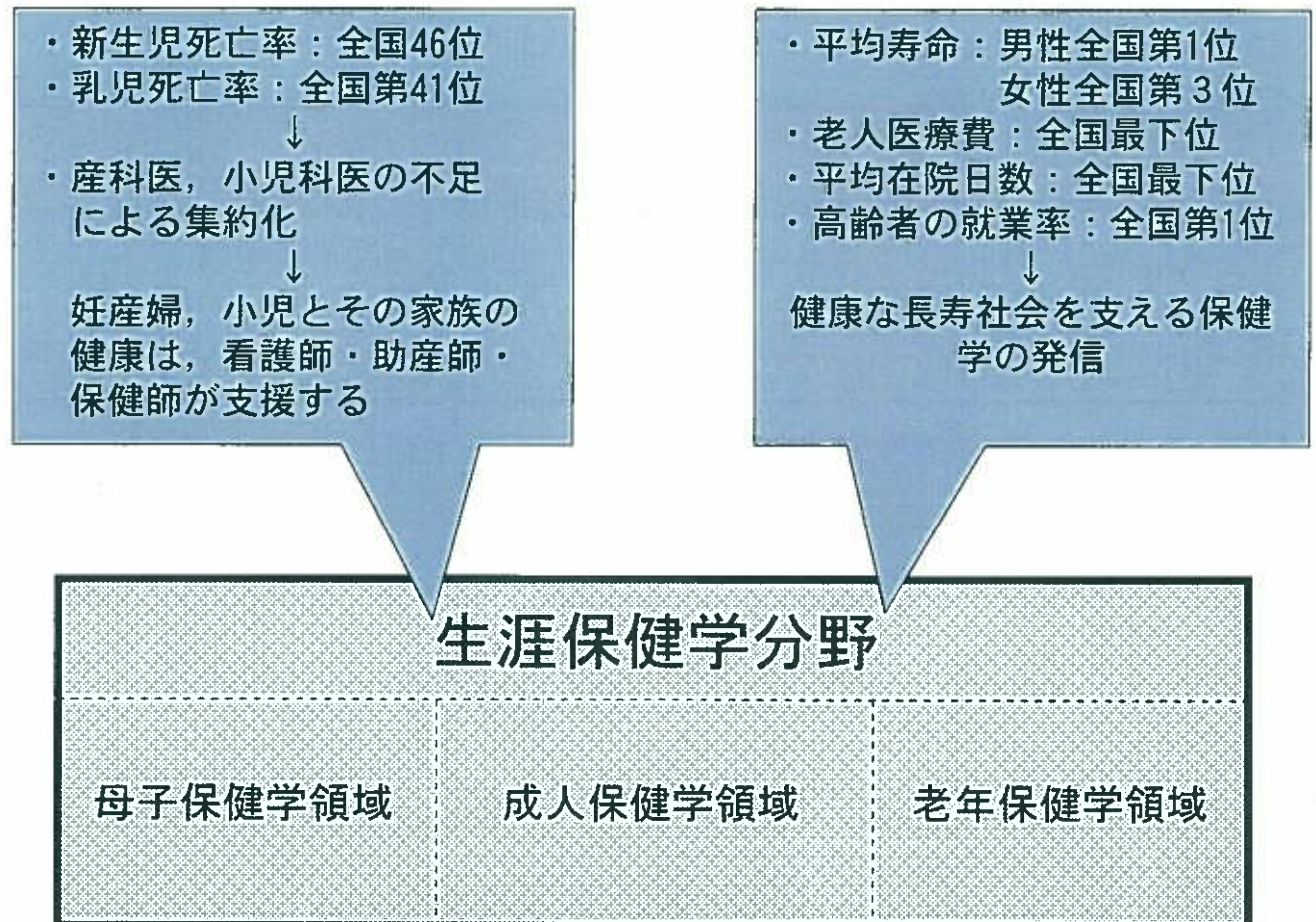 ・新生児死亡率：全国46位
・乳児死亡率：全国第41位
↓
・産科医，小児科医の不足
による集約化
↓
妊産婦，小児とその家族の
健康は，看護師・助産師・
保健師が支援する
・平均寿命：男性全国第1位
女性全国第３位
・老人医療費：全国最下位
・平均在院日数：全国最下位
・高齢者の就業率：全国第1位
↓
健康な長寿社会を支える保健
学の発信
生涯保健学分野
母子保健学領域
成人保健学領域
老年保健学領域